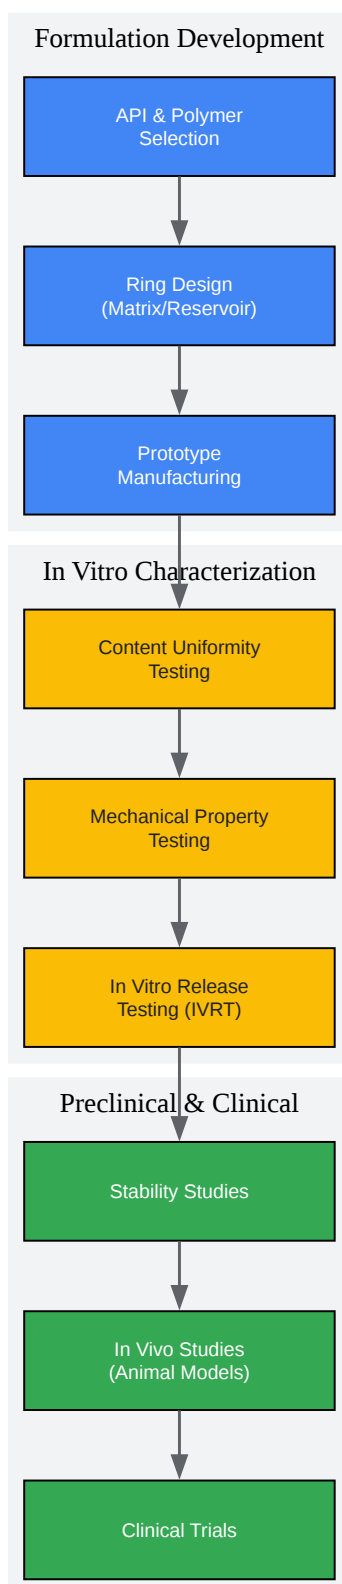 Formulation Development
API & Polymer
Selection
Ring Design
(Matrix/Reservoir)
Prototype
Manufacturing
In Vitro Characterization
Content Uniformity
Testing
Mechanical Property
Testing
In Vitro Release
Testing (IVRT)
Preclinical & Clinical
Stability Studies
In Vivo Studies
(Animal Models)
Clinical Trials